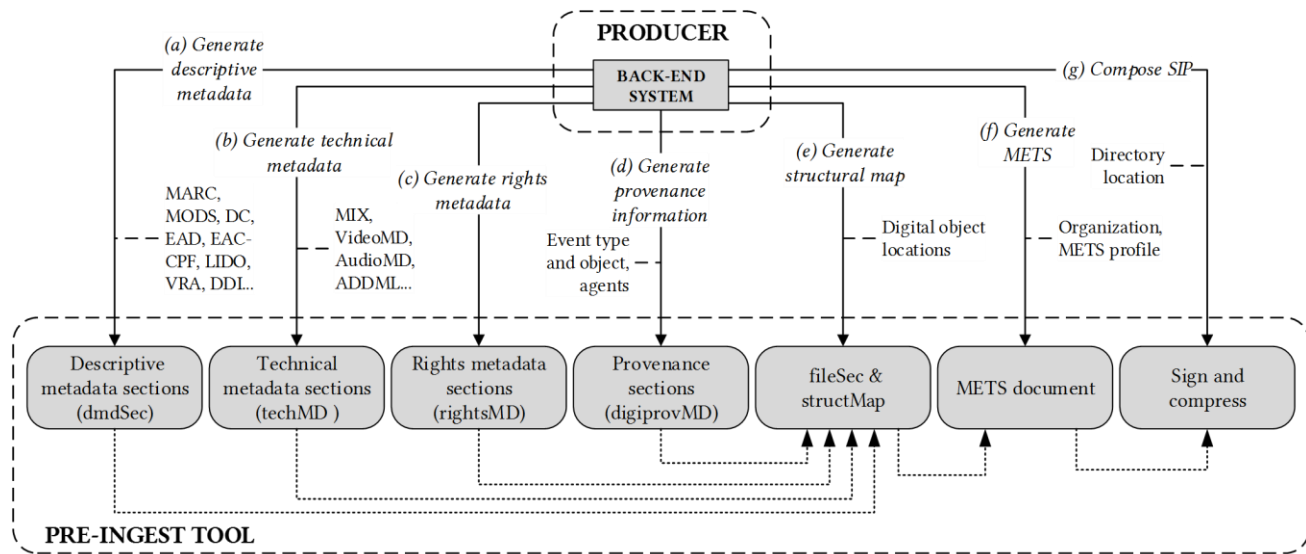 PRODUCER
BACK-END
SYSTEM
(a) Generate
descriptive
metadata
(b) Generate technical
metadata
(c) Generate rights
metadata
(d) Generate
provenance
information
(e) Generate
structural map
(f) Generate
METS
(g) Compose SIP
MARC,
MODS, DC,
EAD, EAC-
CPF, LIDO,
VRA, DDI...
MIX,
VideoMD,
AudioMD,
ADDML...
Event type
and object,
agents
Digital object
locations
Organization,
METS profile
Directory
location
Descriptive
metadata sections
(dmdSec)
Technical
metadata sections
(techMD )
Rights metadata
sections
(rightsMD)
Provenance
sections
(digiprovMD)
fileSec &
structMap
METS document
Sign and
compress
PRE-INGEST TOOL